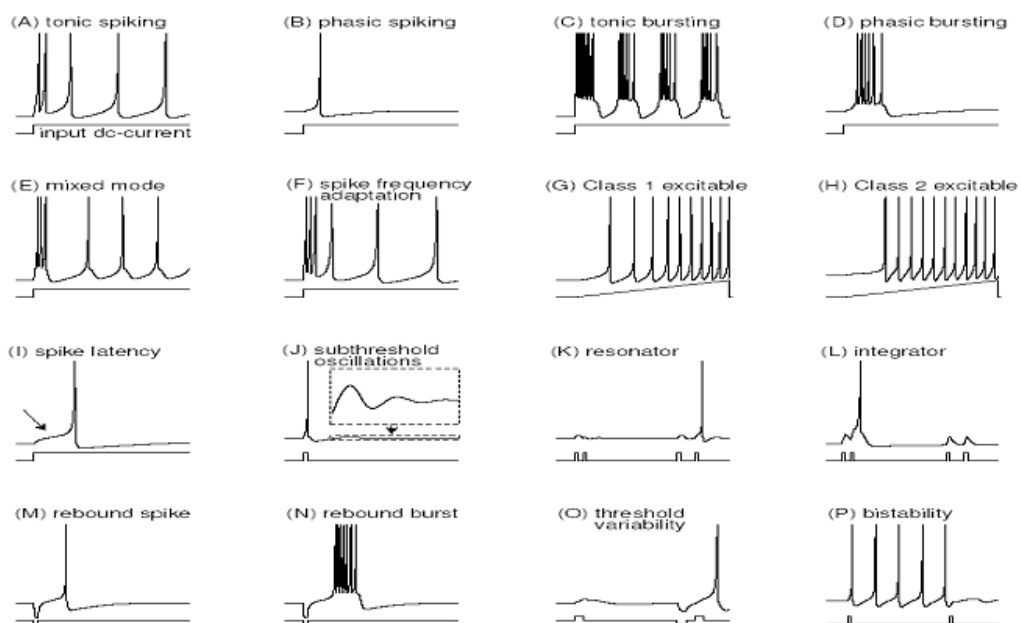 (A) tonic spiking
(B) phasic spiking
(C) tonic bursting
(D) phasic bursting
input dc-current
(E) mixed mode
(F) spike frequency
adaptation
(G) Class 1 excitable
(H) Class 2 excitable
(I) spike latency
(J) subthreshold
oscillations
(K) resonator
(L) integrator
(M) rebound spike
(N) rebound burst
(O) threshold
variability
(P) bistability